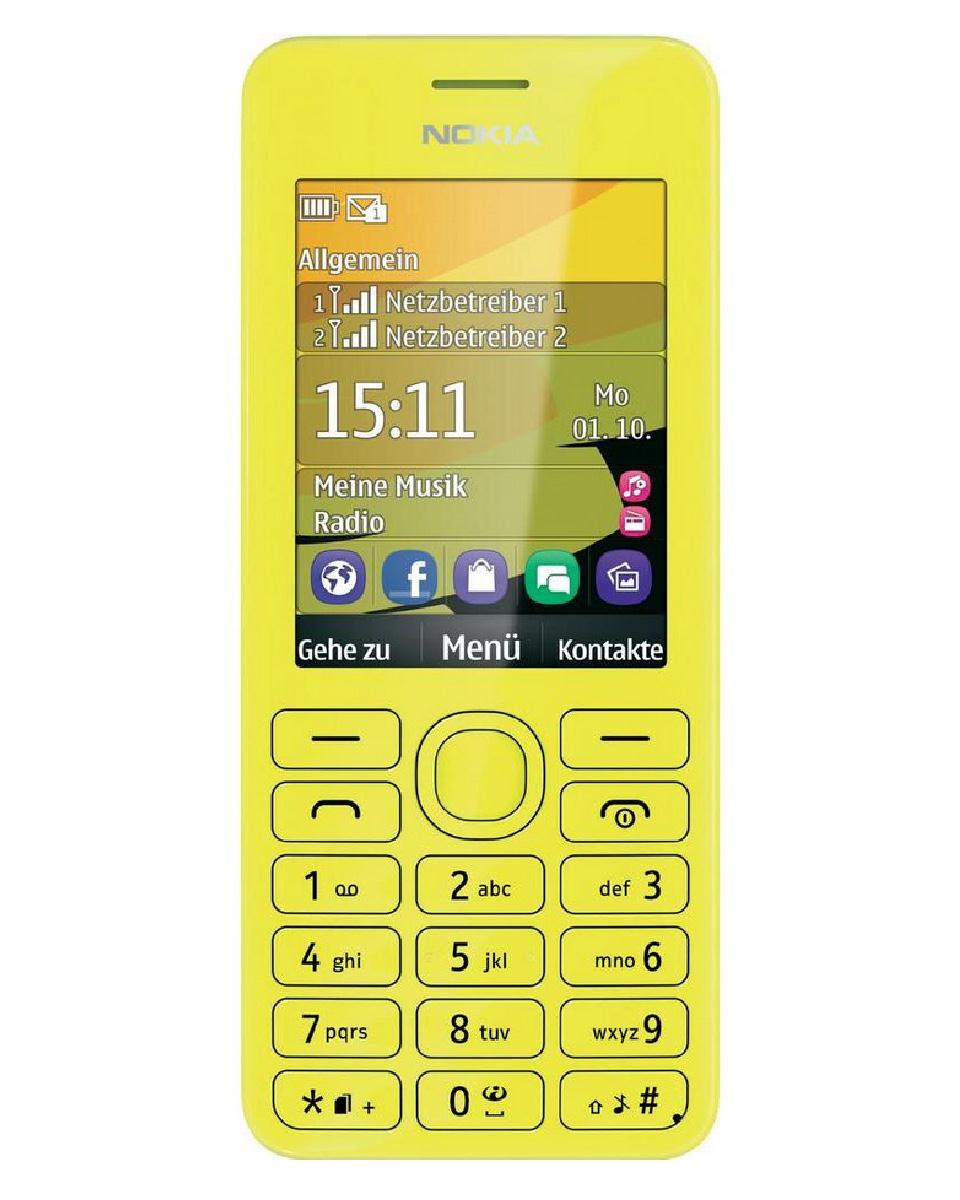 NOKIA
1
Allgemein
1 Netzbetreiber 1
2 Netzbetreiber 2
15:11 Mo
01.10.
Meine Musik
Radio
f
Gehe zu Menü Kontakte
1 2 abc def 3
4 ghi 5 jkl mno 6
7 pqrs 8 tuv wxyz 9
* + 0 #